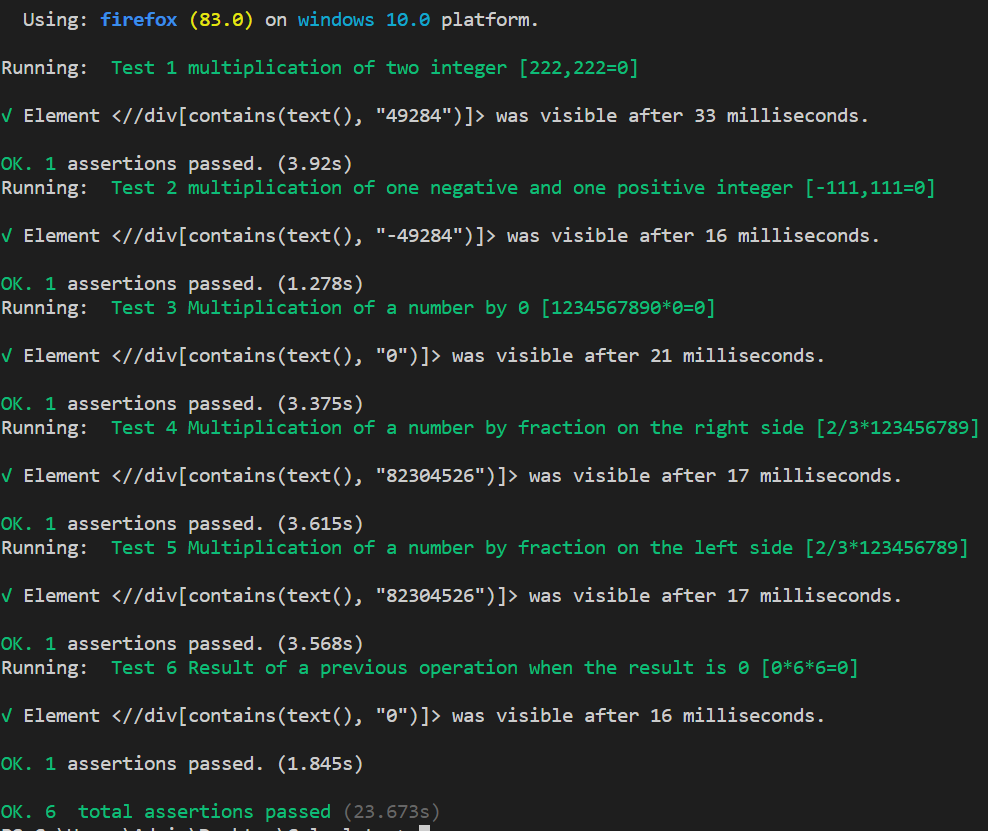 Using: firefox (83.0) on windows 10.0 platform.
Running:  Test 1 multiplication of two integer [222,222=0]
√ Element <//div[contains(text(), "49284")]> was visible after 33 milliseconds.
OK. 1 assertions passed. (3.92s)
Running:  Test 2 multiplication of one negative and one positive integer [-111,111=0]
√ Element <//div[contains(text(), "-49284")]> was visible after 16 milliseconds.
OK. 1 assertions passed. (1.278s)
Running:  Test 3 Multiplication of a number by 0 [1234567890*0=0]
√ Element <//div[contains(text(), "0")]> was visible after 21 milliseconds.
OK. 1 assertions passed. (3.375s)
Running:  Test 4 Multiplication of a number by fraction on the right side [2/3*123456789]
√ Element <//div[contains(text(), "82304526")]> was visible after 17 milliseconds.
OK. 1 assertions passed. (3.615s)
Running:  Test 5 Multiplication of a number by fraction on the left side [2/3*123456789]
√ Element <//div[contains(text(), "82304526")]> was visible after 17 milliseconds.
OK. 1 assertions passed. (3.568s)
Running:  Test 6 Result of a previous operation when the result is 0 [0*6*6=0]
√ Element <//div[contains(text(), "0")]> was visible after 16 milliseconds.
OK. 1 assertions passed. (1.845s)
OK. 6  total assertions passed (23.673s)